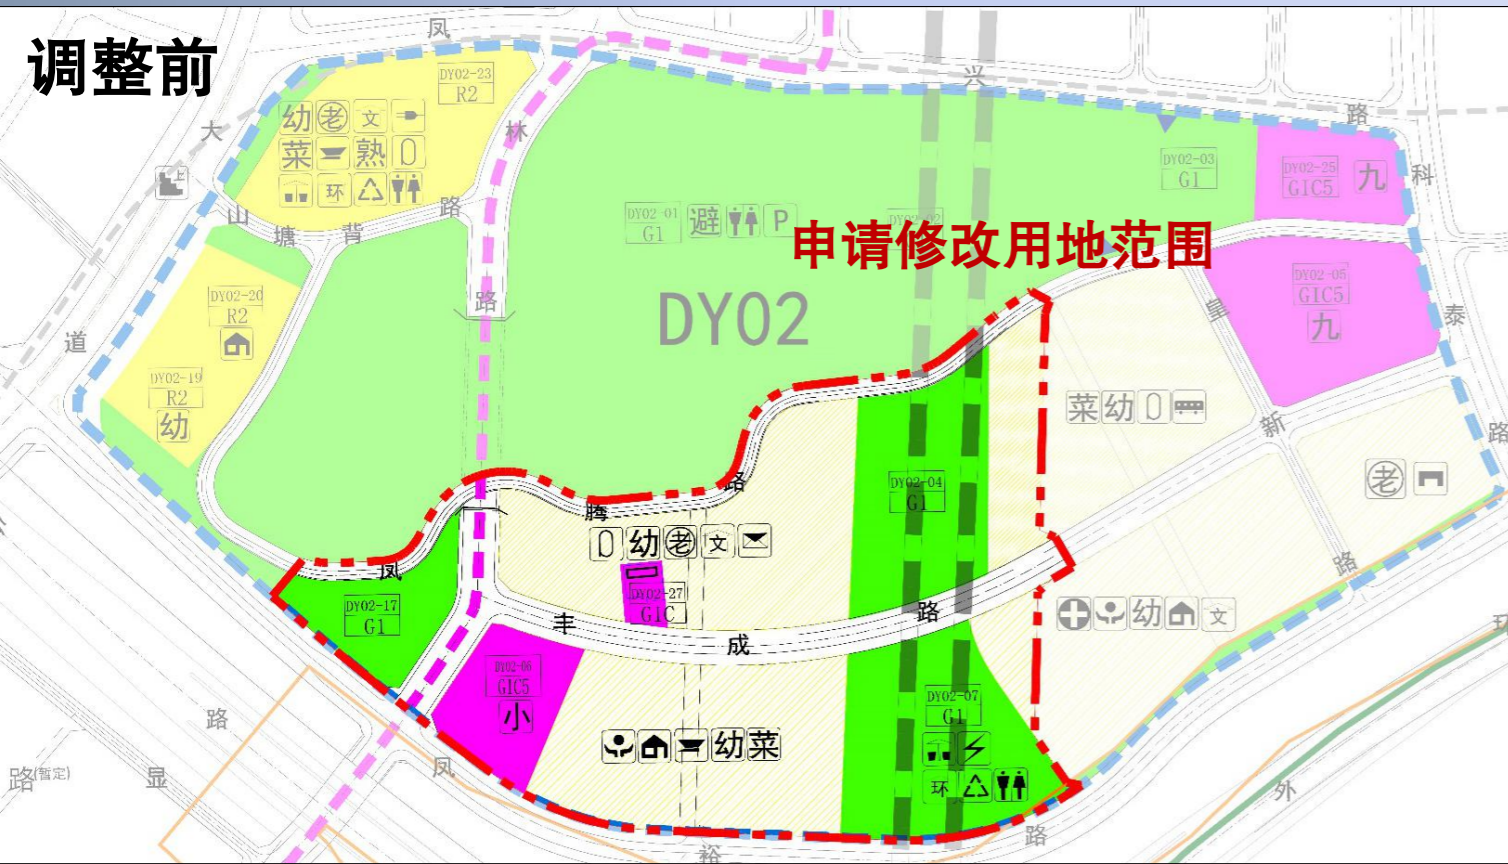 调整前
凤
兴
路
大
林
DY02-23
R2
幼 老 文
菜 熟
环
山
塘
背
路
道
路
DY02-01
G1
避 P
DY02-02
DY02-03
G1
DY02-25
GIC5
九
科
申请修改用地范围
DY02
DY02-05
GIC5
九
皇
泰
DY02-20
R2
DY02-19
R2
幼
菜 幼
新
路
老
路
腾
幼 老 文
DY02-04
G1
凤
DY02-17
G1
DY02-27
GIC
丰
成
路
路
幼 文
环
DY02-06
GIC5
小
幼 菜
DY02-07
G1
环
路
显
路(暂定)
凤
裕
路
外